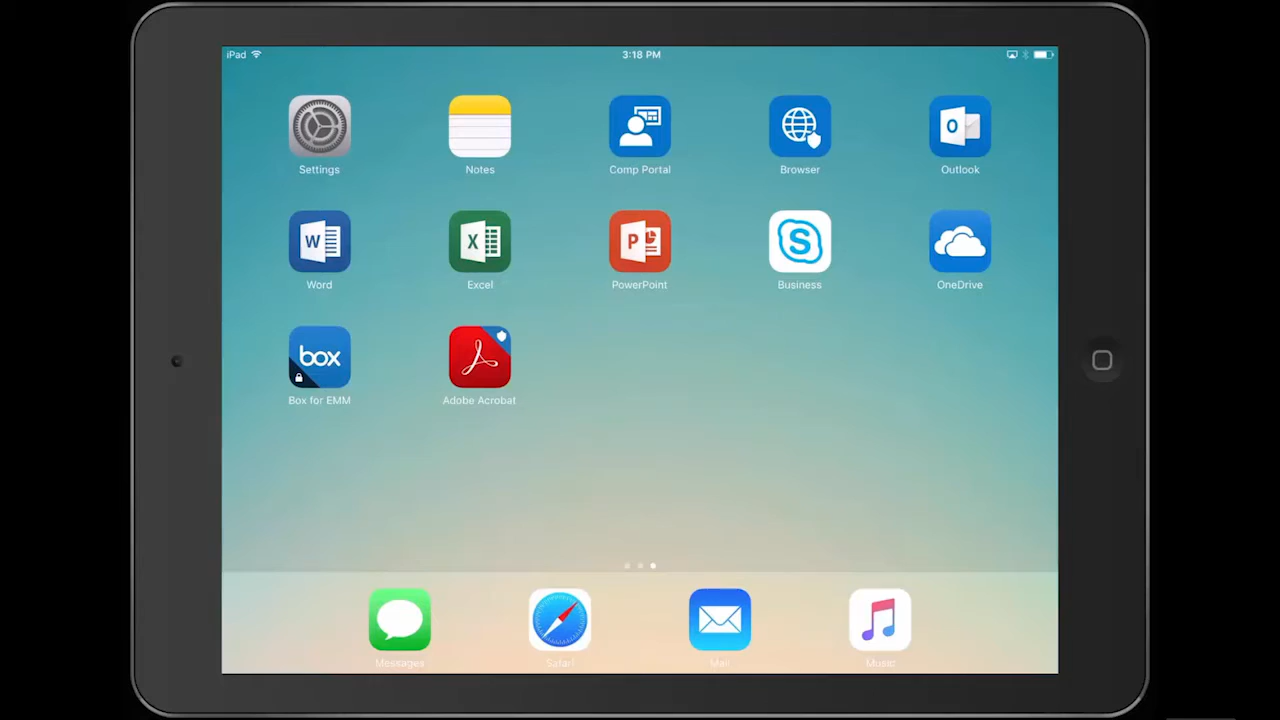 iPad 3:18 PM
Settings Notes Comp Portal Browser Outlook
O
W X P S
Word Excel PowerPoint Business OneDrive
box
Box for EMM Adobe Acrobat
Messages Safari Mail Music